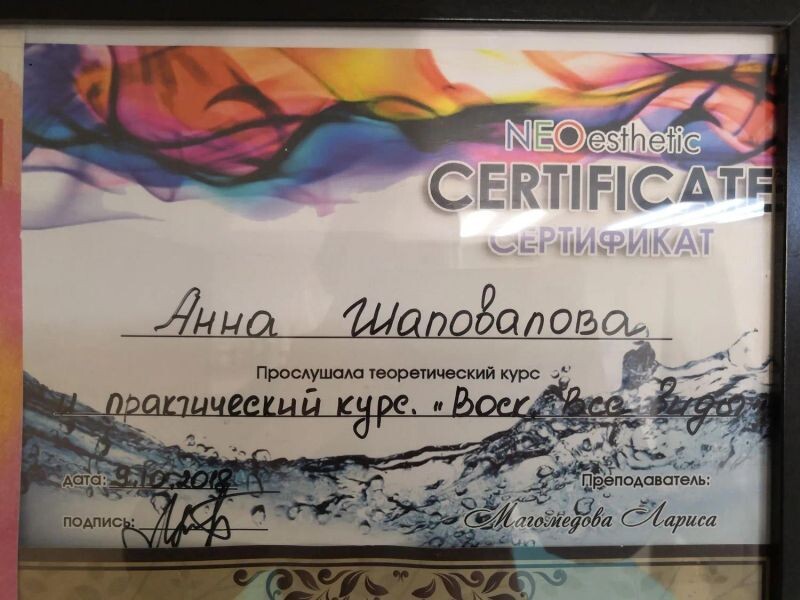 NEOesthetic
CERTIFICATE
СЕРТИФИКАТ
Анна Шаповалова
Прослушала теоретический курс
и практический курс. "Воск. Все виды"
дата: 9.10.2018
подпись:
Преподаватель:
Магомедова Лариса